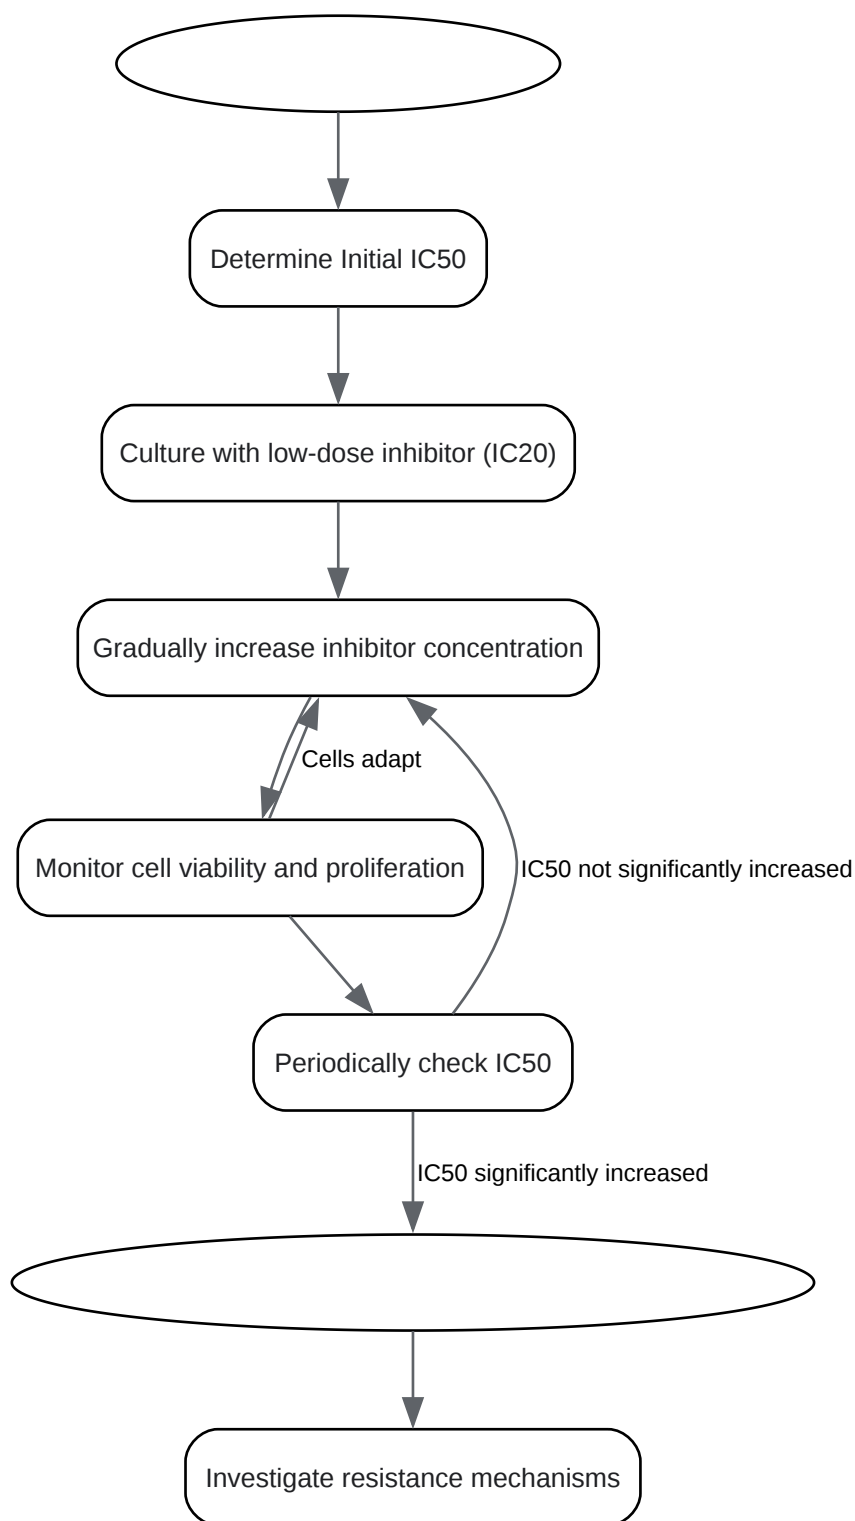 Determine Initial IC50
Culture with low-dose inhibitor (IC20)
Gradually increase inhibitor concentration
Cells adapt
Monitor cell viability and proliferation
IC50 not significantly increased
Periodically check IC50
IC50 significantly increased
Investigate resistance mechanisms